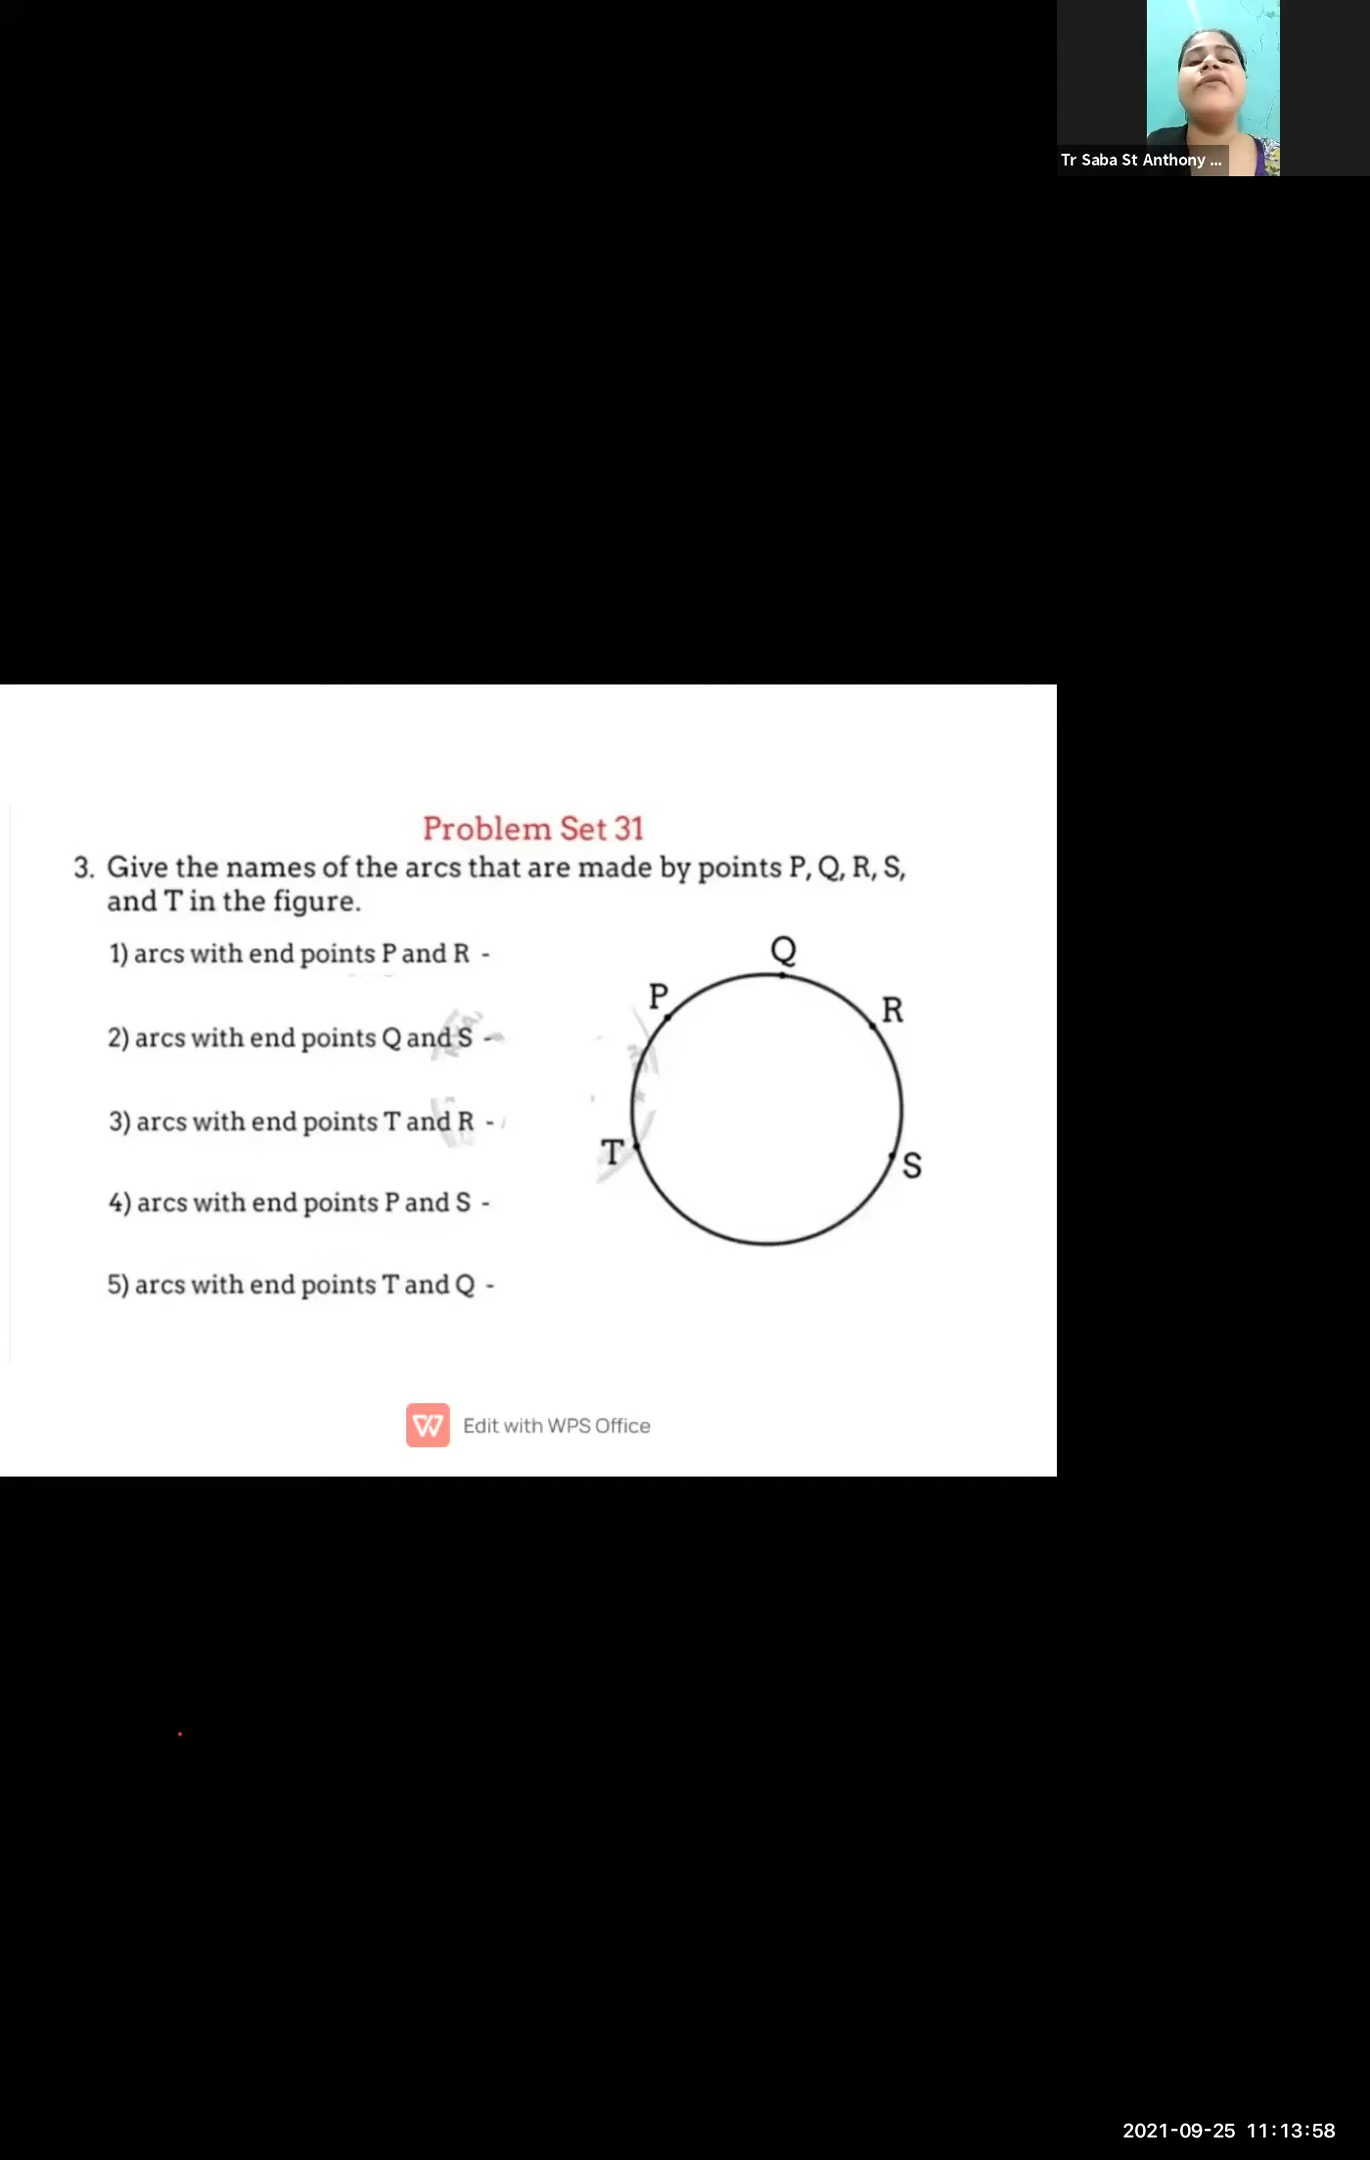 Tr Saba St Anthony ...
Problem Set 31
3. Give the names of the arcs that are made by points P, Q, R, S,
and T in the figure.
1) arcs with end points P and R -
2) arcs with end points Q and S -
3) arcs with end points T and R -
4) arcs with end points P and S -
5) arcs with end points T and Q -
Q
P
R
T
S
Edit with WPS Office
2021-09-25 11:13:58